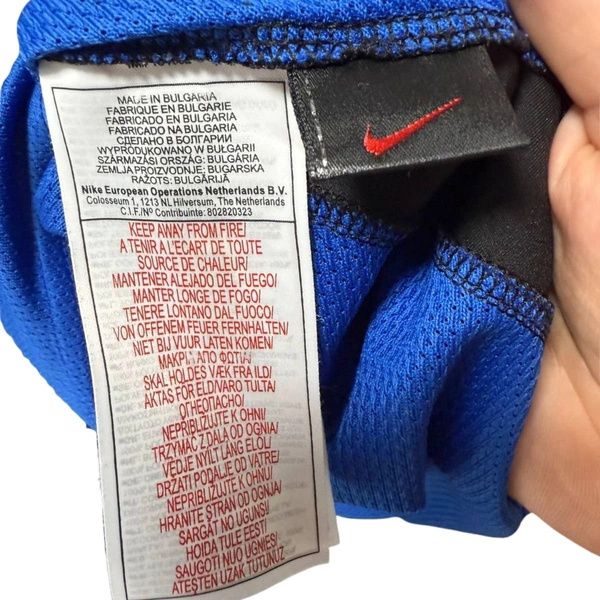 MADE IN BULGARIA
FABRIQUE EN BULGARIE
FABRICADO EN BULGARIA
FABRICADO NA BULGARIA
СДЕЛАНО В БОЛГАРИИ
WYPRODUKOWANO W BUŁGARII
SZÁRMAZÁSI ORSZÁG: BULGÁRIA
ZEMLJA PROIZVODNJE: BUGARSKA
RAŽOTS: BULGĀRIJĀ
Nike European Operations Netherlands B.V.
Colosseum 1, 1213 NL Hilversum, The Netherlands
C.I.F/Nº Contribuinte: 802820323
KEEP AWAY FROM FIRE/
A TENIR A L'ECART DE TOUTE
SOURCE DE CHALEUR/
MANTENER ALEJADO DEL FUEGO/
MANTER LONGE DE FOGO/
TENERE LONTANO DAL FUOCO/
VON OFFENEM FEUER FERNHALTEN/
NIET BIJ VUUR LATEN KOMEN/
ΜΑΚΡΙΑ ΑΠΟ ΦΩΤΙΑ/
SKAL HOLDES VÆK FRA ILD/
AKTAS FÖR ELD/VARO TULTA/
ОГНЕОПАСНО/
NEPRIBLIŽUJTE K OHNI/
TRZYMAĆ Z DALA OD OGNIA/
VÉDJE NYÍLT LÁNG ELŐL/
DRŽATI PODALJE OD VATRE/
NEPRIBLIŽUJTE K OHŇU/
HRANITE STRAN OD OGNJA/
SARGĀT NO UGUNS/
HOIDA TULE EEST/
SAUGOTI NUO UGNIES/
ATEŞTEN UZAK TUTUNUZ/